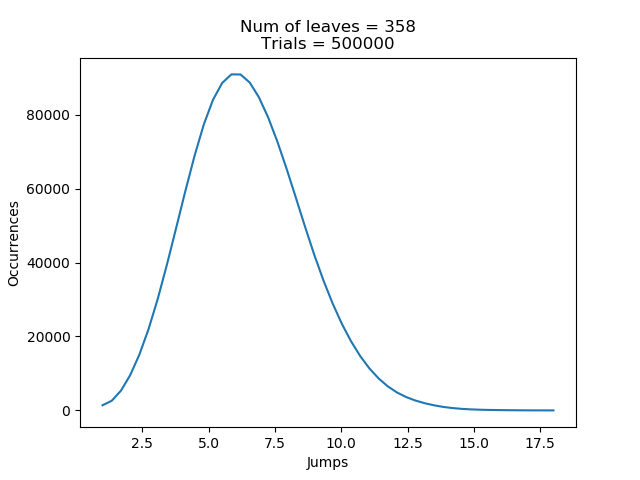 Num of leaves = 358
Trials = 500000
80000
60000
40000
20000
0
Occurrences
2.5 5.0 7.5 10.0 12.5 15.0 17.5
Jumps